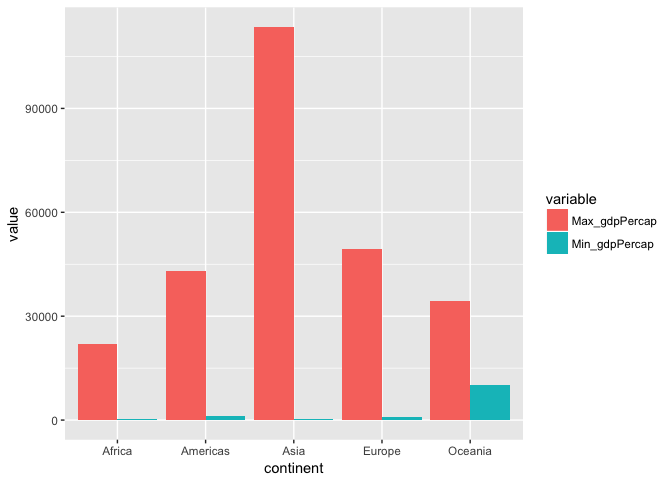 90000
60000
30000
0
value
Africa Americas Asia Europe Oceania
continent
variable
Max_gdpPercap
Min_gdpPercap